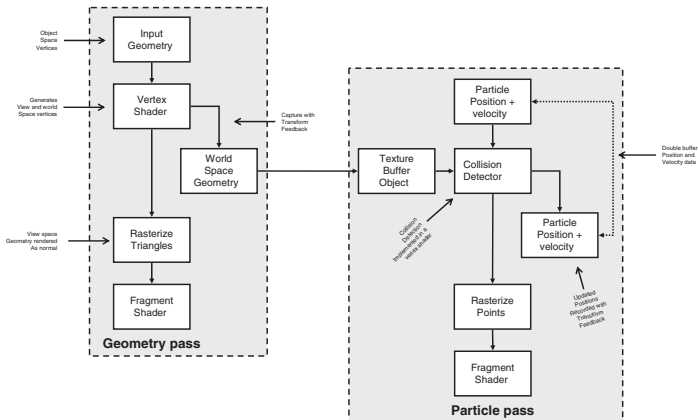 Object
Space
Vertices
Input
Geometry
Generates
View and world
Space vertices
Vertex
Shader
Capture with
Transform
Feedback
World
Space
Geometry
View space
Geometry rendered
As normal
Rasterize
Triangles
Fragment
Shader
Geometry pass
Particle
Position +
velocity
Double buffer
Position and
Velocity data
Texture
Buffer
Object
Collision
Detector
Collision
Detection
Implemented in a
vertex shader
Particle
Position +
velocity
Updated
Positions
Recorded with
Transform
Feedback
Rasterize
Points
Fragment
Shader
Particle pass